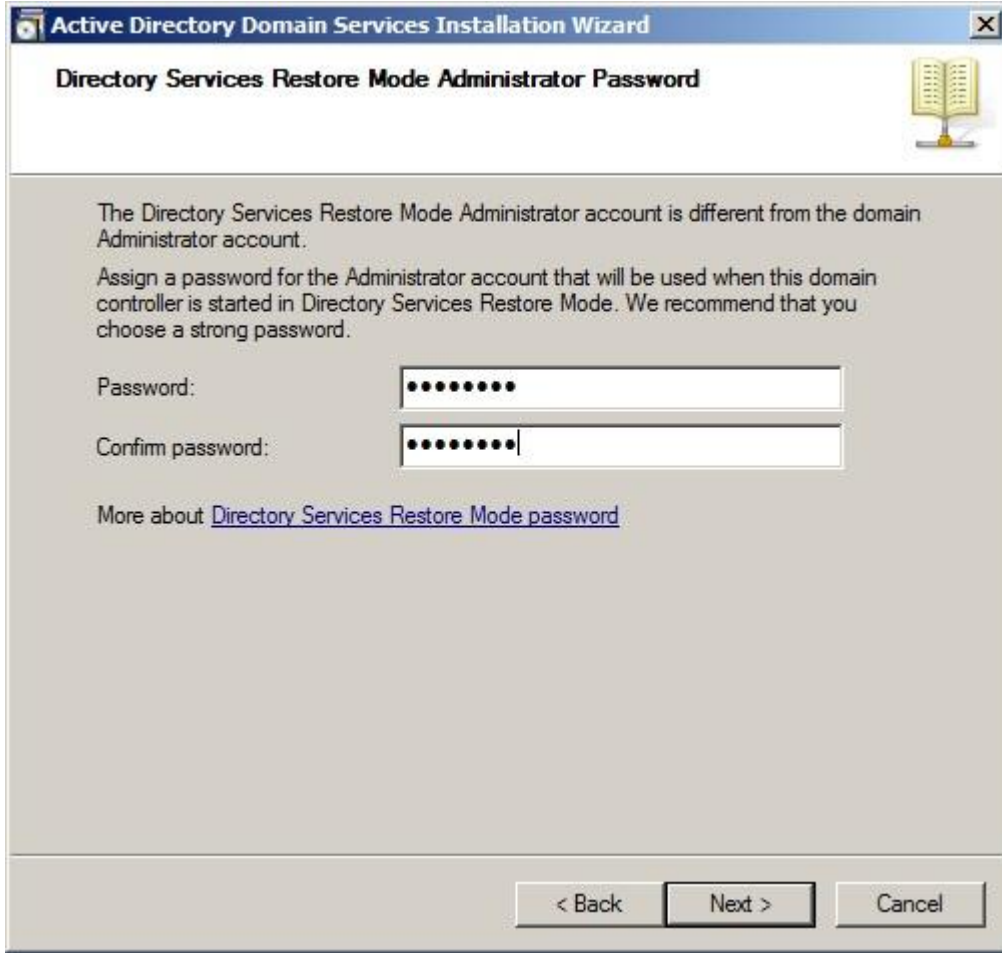 Active Directory Domain Services Installation Wizard
Directory Services Restore Mode Administrator Password
The Directory Services Restore Mode Administrator account is different from the domain
Administrator account.
Assign a password for the Administrator account that will be used when this domain
controller is started in Directory Services Restore Mode. We recommend that you
choose a strong password.
Password: ••••••••
Confirm password: ••••••••
More about Directory Services Restore Mode password
< Back Next > Cancel